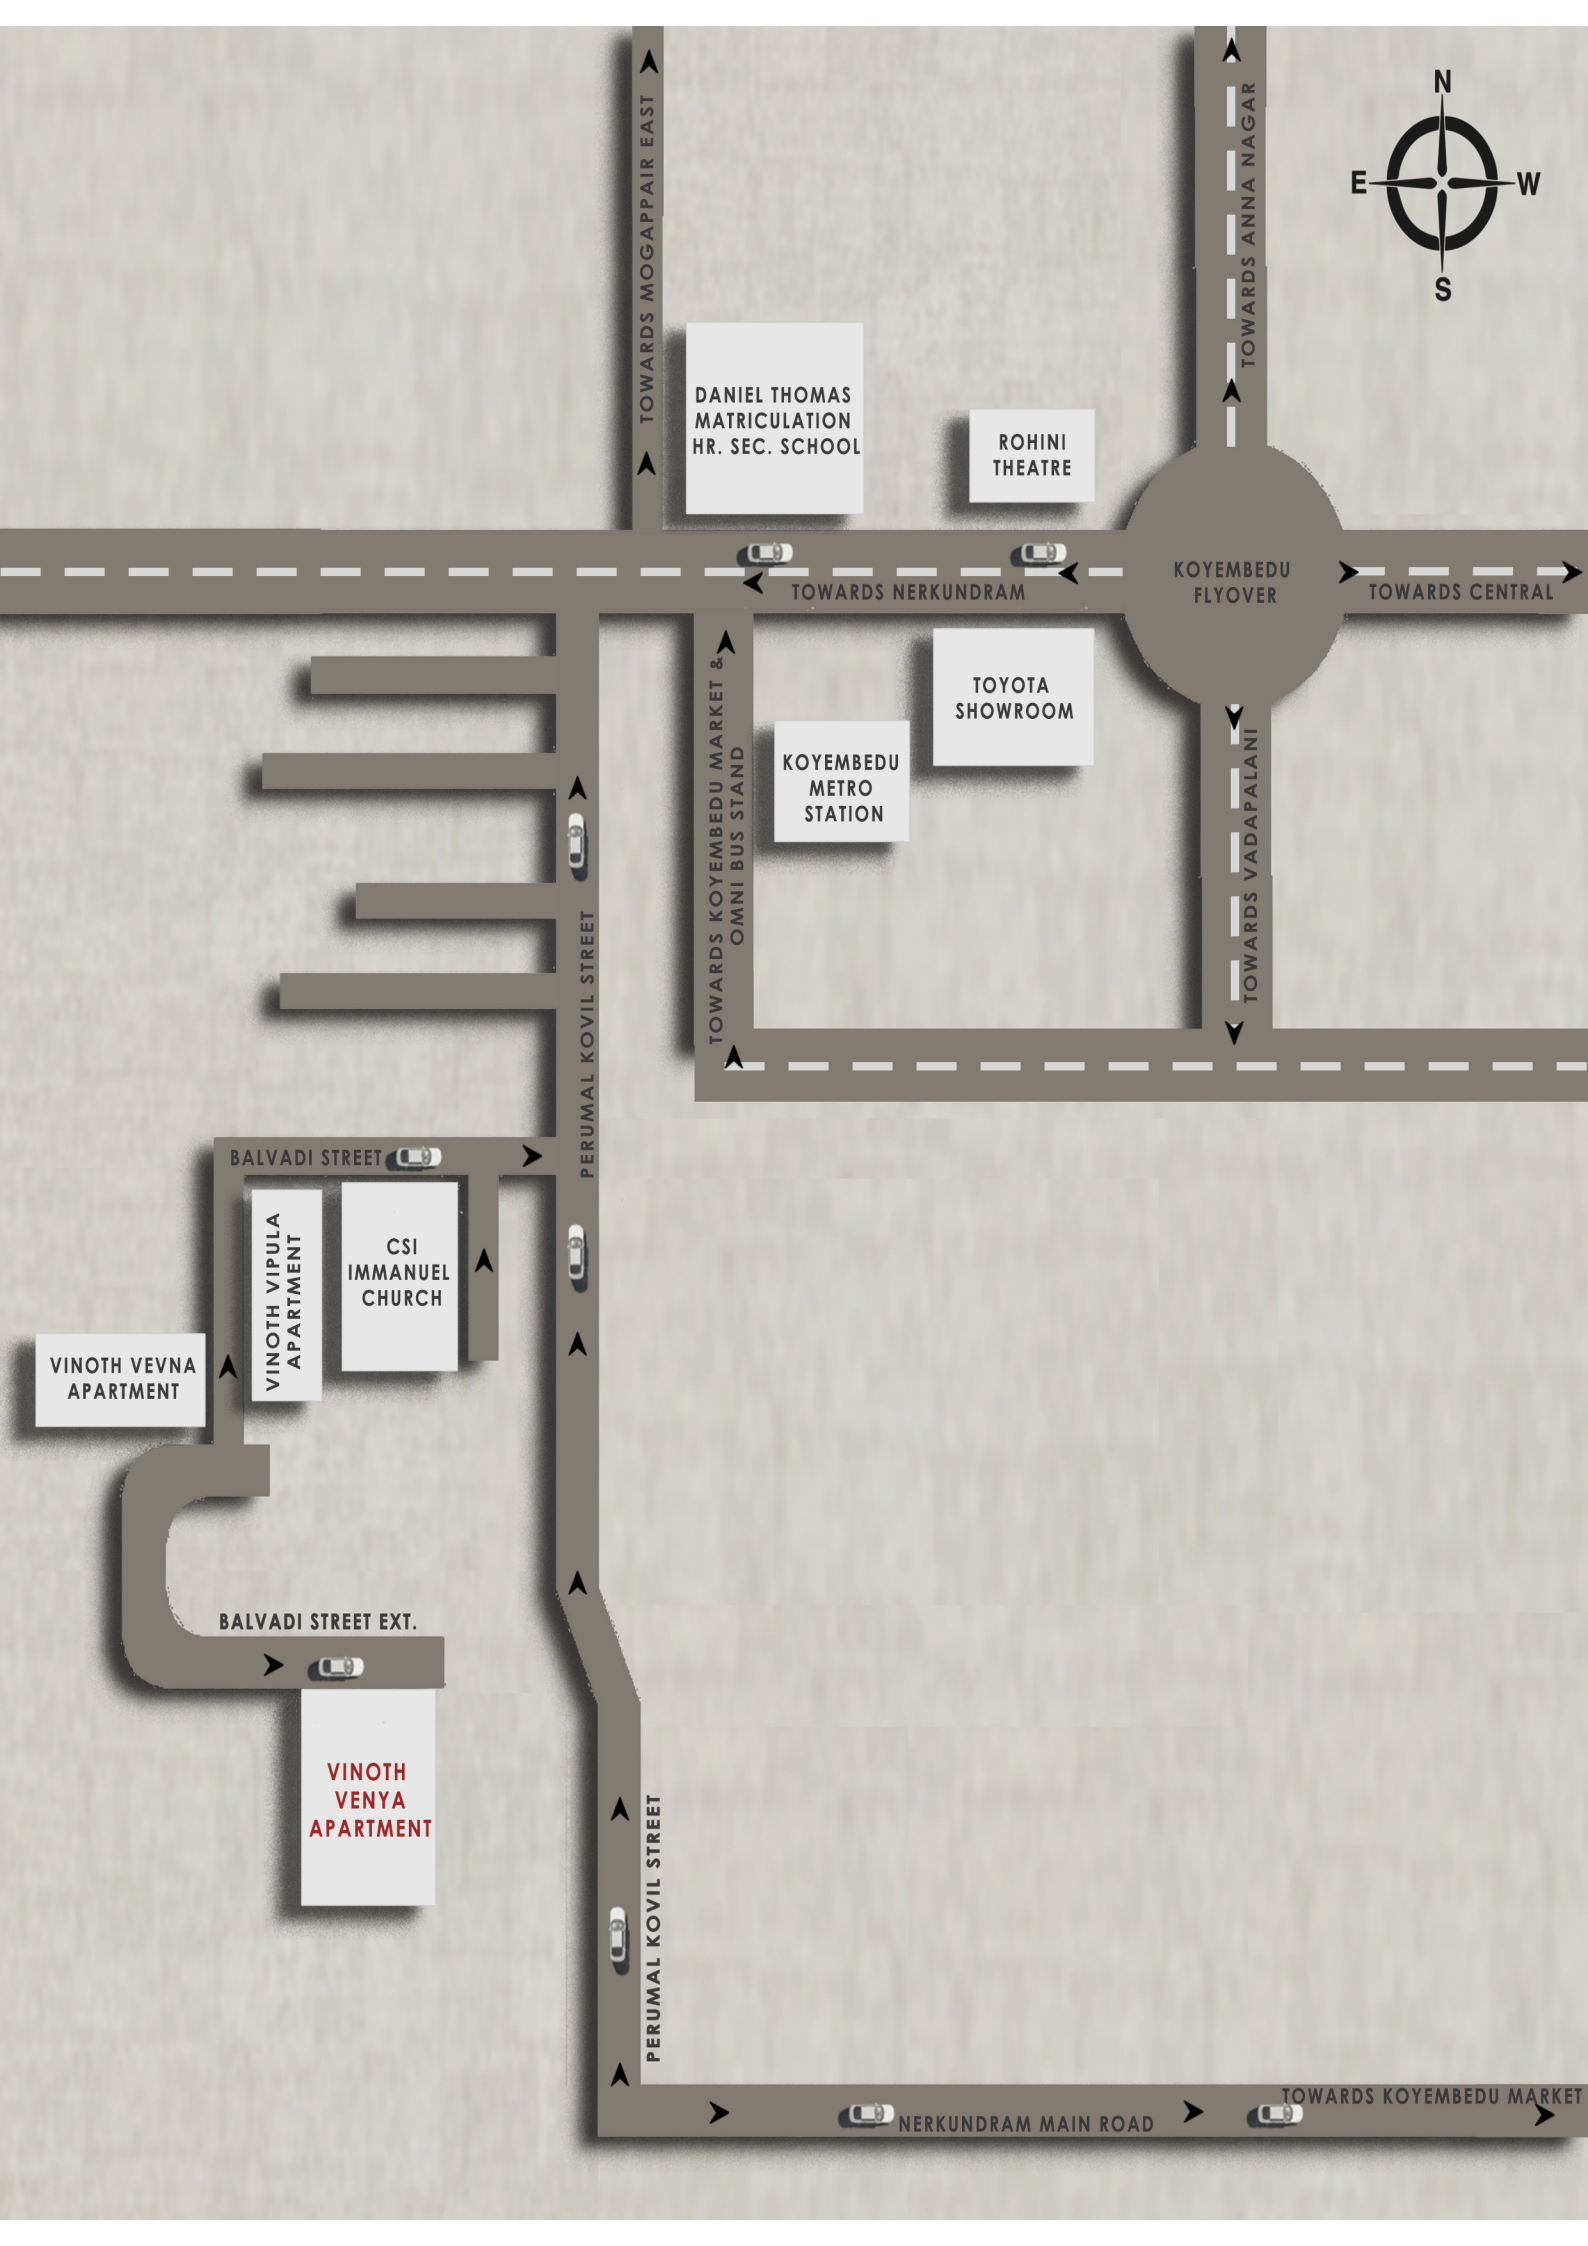 N
E
W
S
TOWARDS MOGAPPAIR EAST
TOWARDS ANNA NAGAR
DANIEL THOMAS
MATRICULATION
HR. SEC. SCHOOL
ROHINI
THEATRE
KOYEMBEDU
FLYOVER
TOWARDS NERKUNDRAM
TOWARDS CENTRAL
TOYOTA
SHOWROOM
KOYEMBEDU
METRO
STATION
TOWARDS KOYEMBEDU MARKET &
OMNI BUS STAND
TOWARDS VADAPALANI
PERUMAL KOVIL STREET
BALVADI STREET
VINOTH VIPULA
APARTMENT
CSI
IMMANUEL
CHURCH
VINOTH VEVNA
APARTMENT
BALVADI STREET EXT.
VINOTH
VENYA
APARTMENT
PERUMAL KOVIL STREET
TOWARDS KOYEMBEDU MARKET
NERKUNDRAM MAIN ROAD